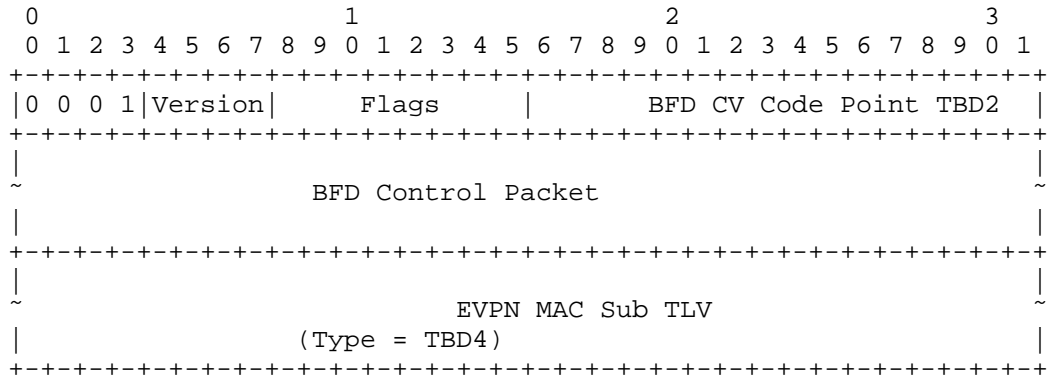 0                   1                   2                   3
 0 1 2 3 4 5 6 7 8 9 0 1 2 3 4 5 6 7 8 9 0 1 2 3 4 5 6 7 8 9 0 1
+-+-+-+-+-+-+-+-+-+-+-+-+-+-+-+-+-+-+-+-+-+-+-+-+-+-+-+-+-+-+-+-+
|0 0 0 1|Version|     Flags     |       BFD CV Code Point TBD2  |
+-+-+-+-+-+-+-+-+-+-+-+-+-+-+-+-+-+-+-+-+-+-+-+-+-+-+-+-+-+-+-+-+
|                                                               |
~                  BFD Control Packet                           ~
|                                                               |
+-+-+-+-+-+-+-+-+-+-+-+-+-+-+-+-+-+-+-+-+-+-+-+-+-+-+-+-+-+-+-+-+
|                                                               |
~                           EVPN MAC Sub TLV                    ~
|                 (Type = TBD4)                                 |
+-+-+-+-+-+-+-+-+-+-+-+-+-+-+-+-+-+-+-+-+-+-+-+-+-+-+-+-+-+-+-+-+